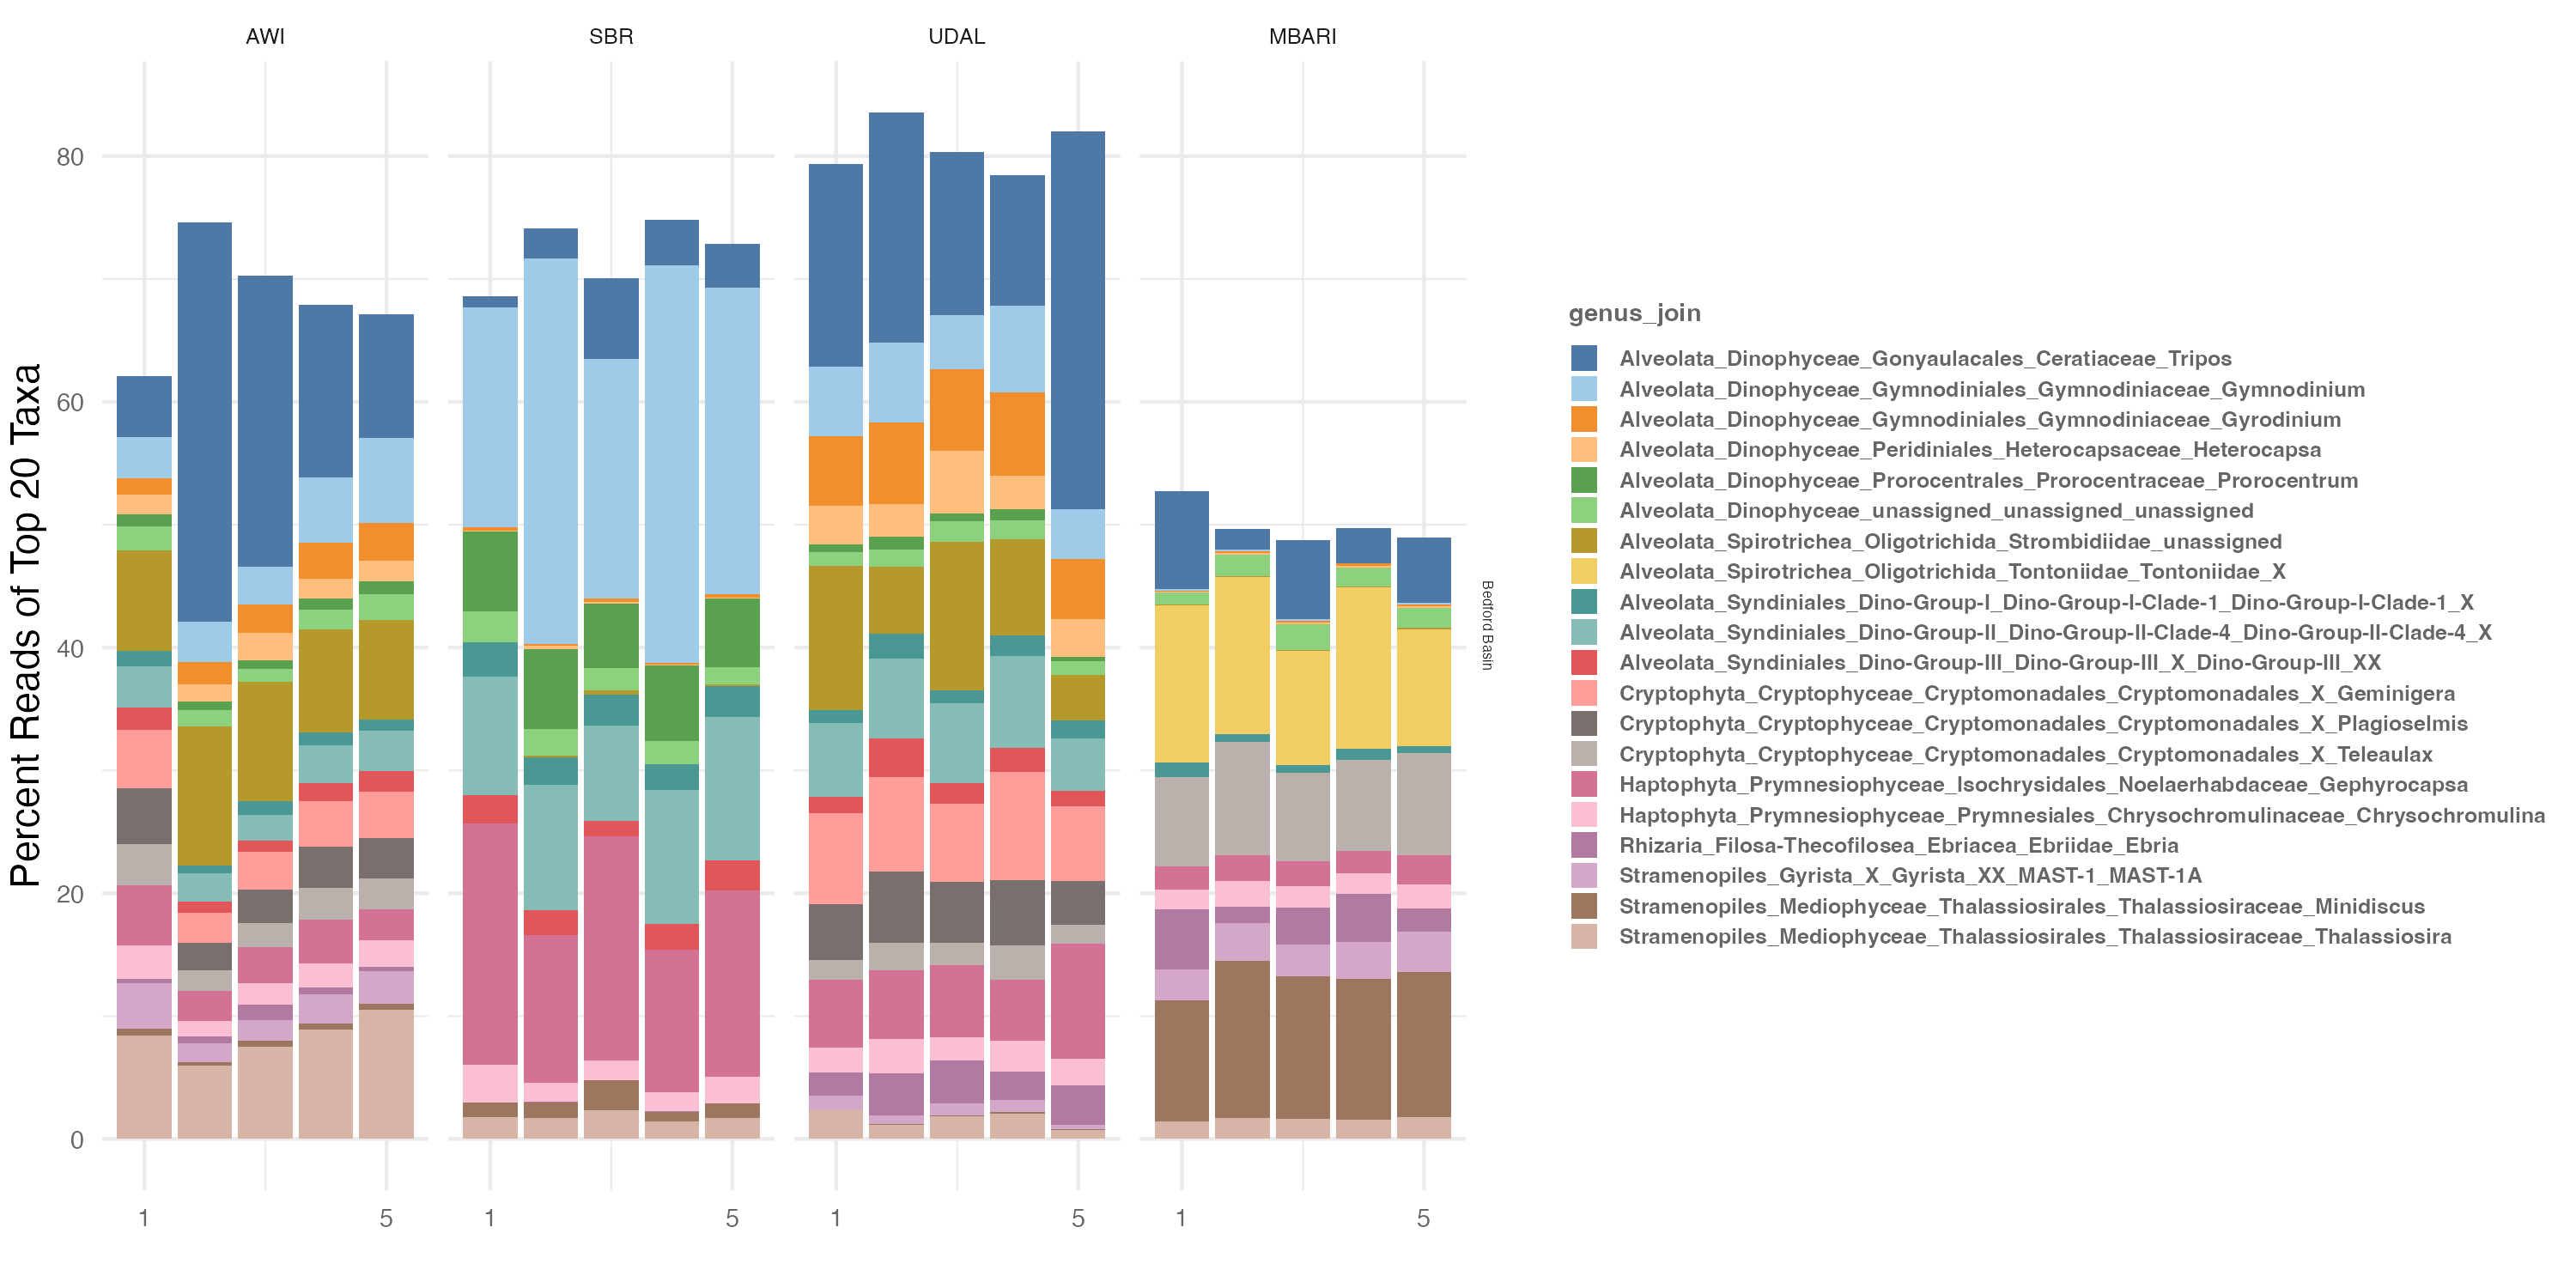 AWI
SBR
UDAL
MBARI
Percent Reads of Top 20 Taxa
80
60
40
20
0
1
5
1
5
1
5
1
5
Bedford Basin
genus_join
Alveolata_Dinophyceae_Gonyaulacales_Ceratiaceae_Tripos
Alveolata_Dinophyceae_Gymnodiniales_Gymnodiniaceae_Gymnodinium
Alveolata_Dinophyceae_Gymnodiniales_Gymnodiniaceae_Gyrodinium
Alveolata_Dinophyceae_Peridiniales_Heterocapsaceae_Heterocapsa
Alveolata_Dinophyceae_Prorocentrales_Prorocentraceae_Prorocentrum
Alveolata_Dinophyceae_unassigned_unassigned_unassigned
Alveolata_Spirotrichea_Oligotrichida_Strombidiidae_unassigned
Alveolata_Spirotrichea_Oligotrichida_Tontoniidae_Tontoniidae_X
Alveolata_Syndiniales_Dino-Group-I_Dino-Group-I-Clade-1_Dino-Group-I-Clade-1_X
Alveolata_Syndiniales_Dino-Group-II_Dino-Group-II-Clade-4_Dino-Group-II-Clade-4_X
Alveolata_Syndiniales_Dino-Group-III_Dino-Group-III_X_Dino-Group-III_XX
Cryptophyta_Cryptophyceae_Cryptomonadales_Cryptomonadales_X_Geminigera
Cryptophyta_Cryptophyceae_Cryptomonadales_Cryptomonadales_X_Plagioselmis
Cryptophyta_Cryptophyceae_Cryptomonadales_Cryptomonadales_X_Teleaulax
Haptophyta_Prymnesiophyceae_Isochrysidales_Noelaerhabdaceae_Gephyrocapsa
Haptophyta_Prymnesiophyceae_Prymnesiales_Chrysochromulinaceae_Chrysochromulina
Rhizaria_Filosa-Thecofilosea_Ebriacea_Ebriidae_Ebria
Stramenopiles_Gyrista_X_Gyrista_XX_MAST-1_MAST-1A
Stramenopiles_Mediophyceae_Thalassiosirales_Thalassiosiraceae_Minidiscus
Stramenopiles_Mediophyceae_Thalassiosirales_Thalassiosiraceae_Thalassiosira